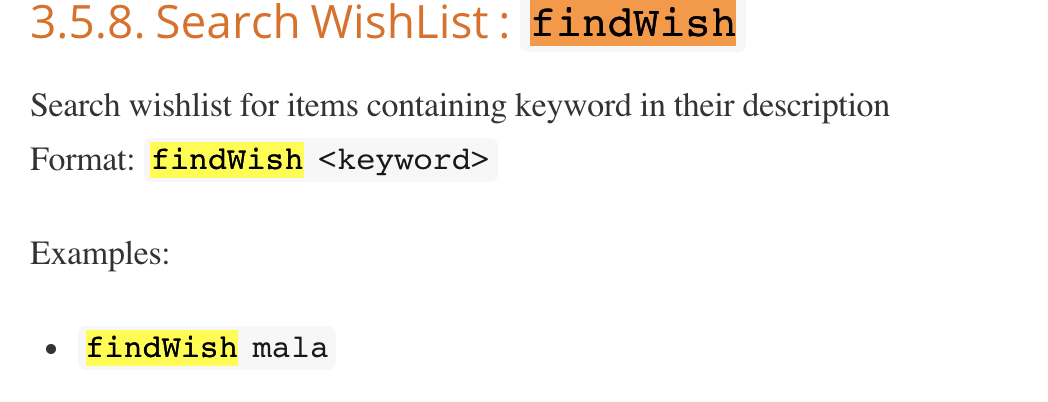 3.5.8. Search WishList : findWish
Search wishlist for items containing keyword in their description
Format: findWish <keyword>
Examples:
• findWish mala